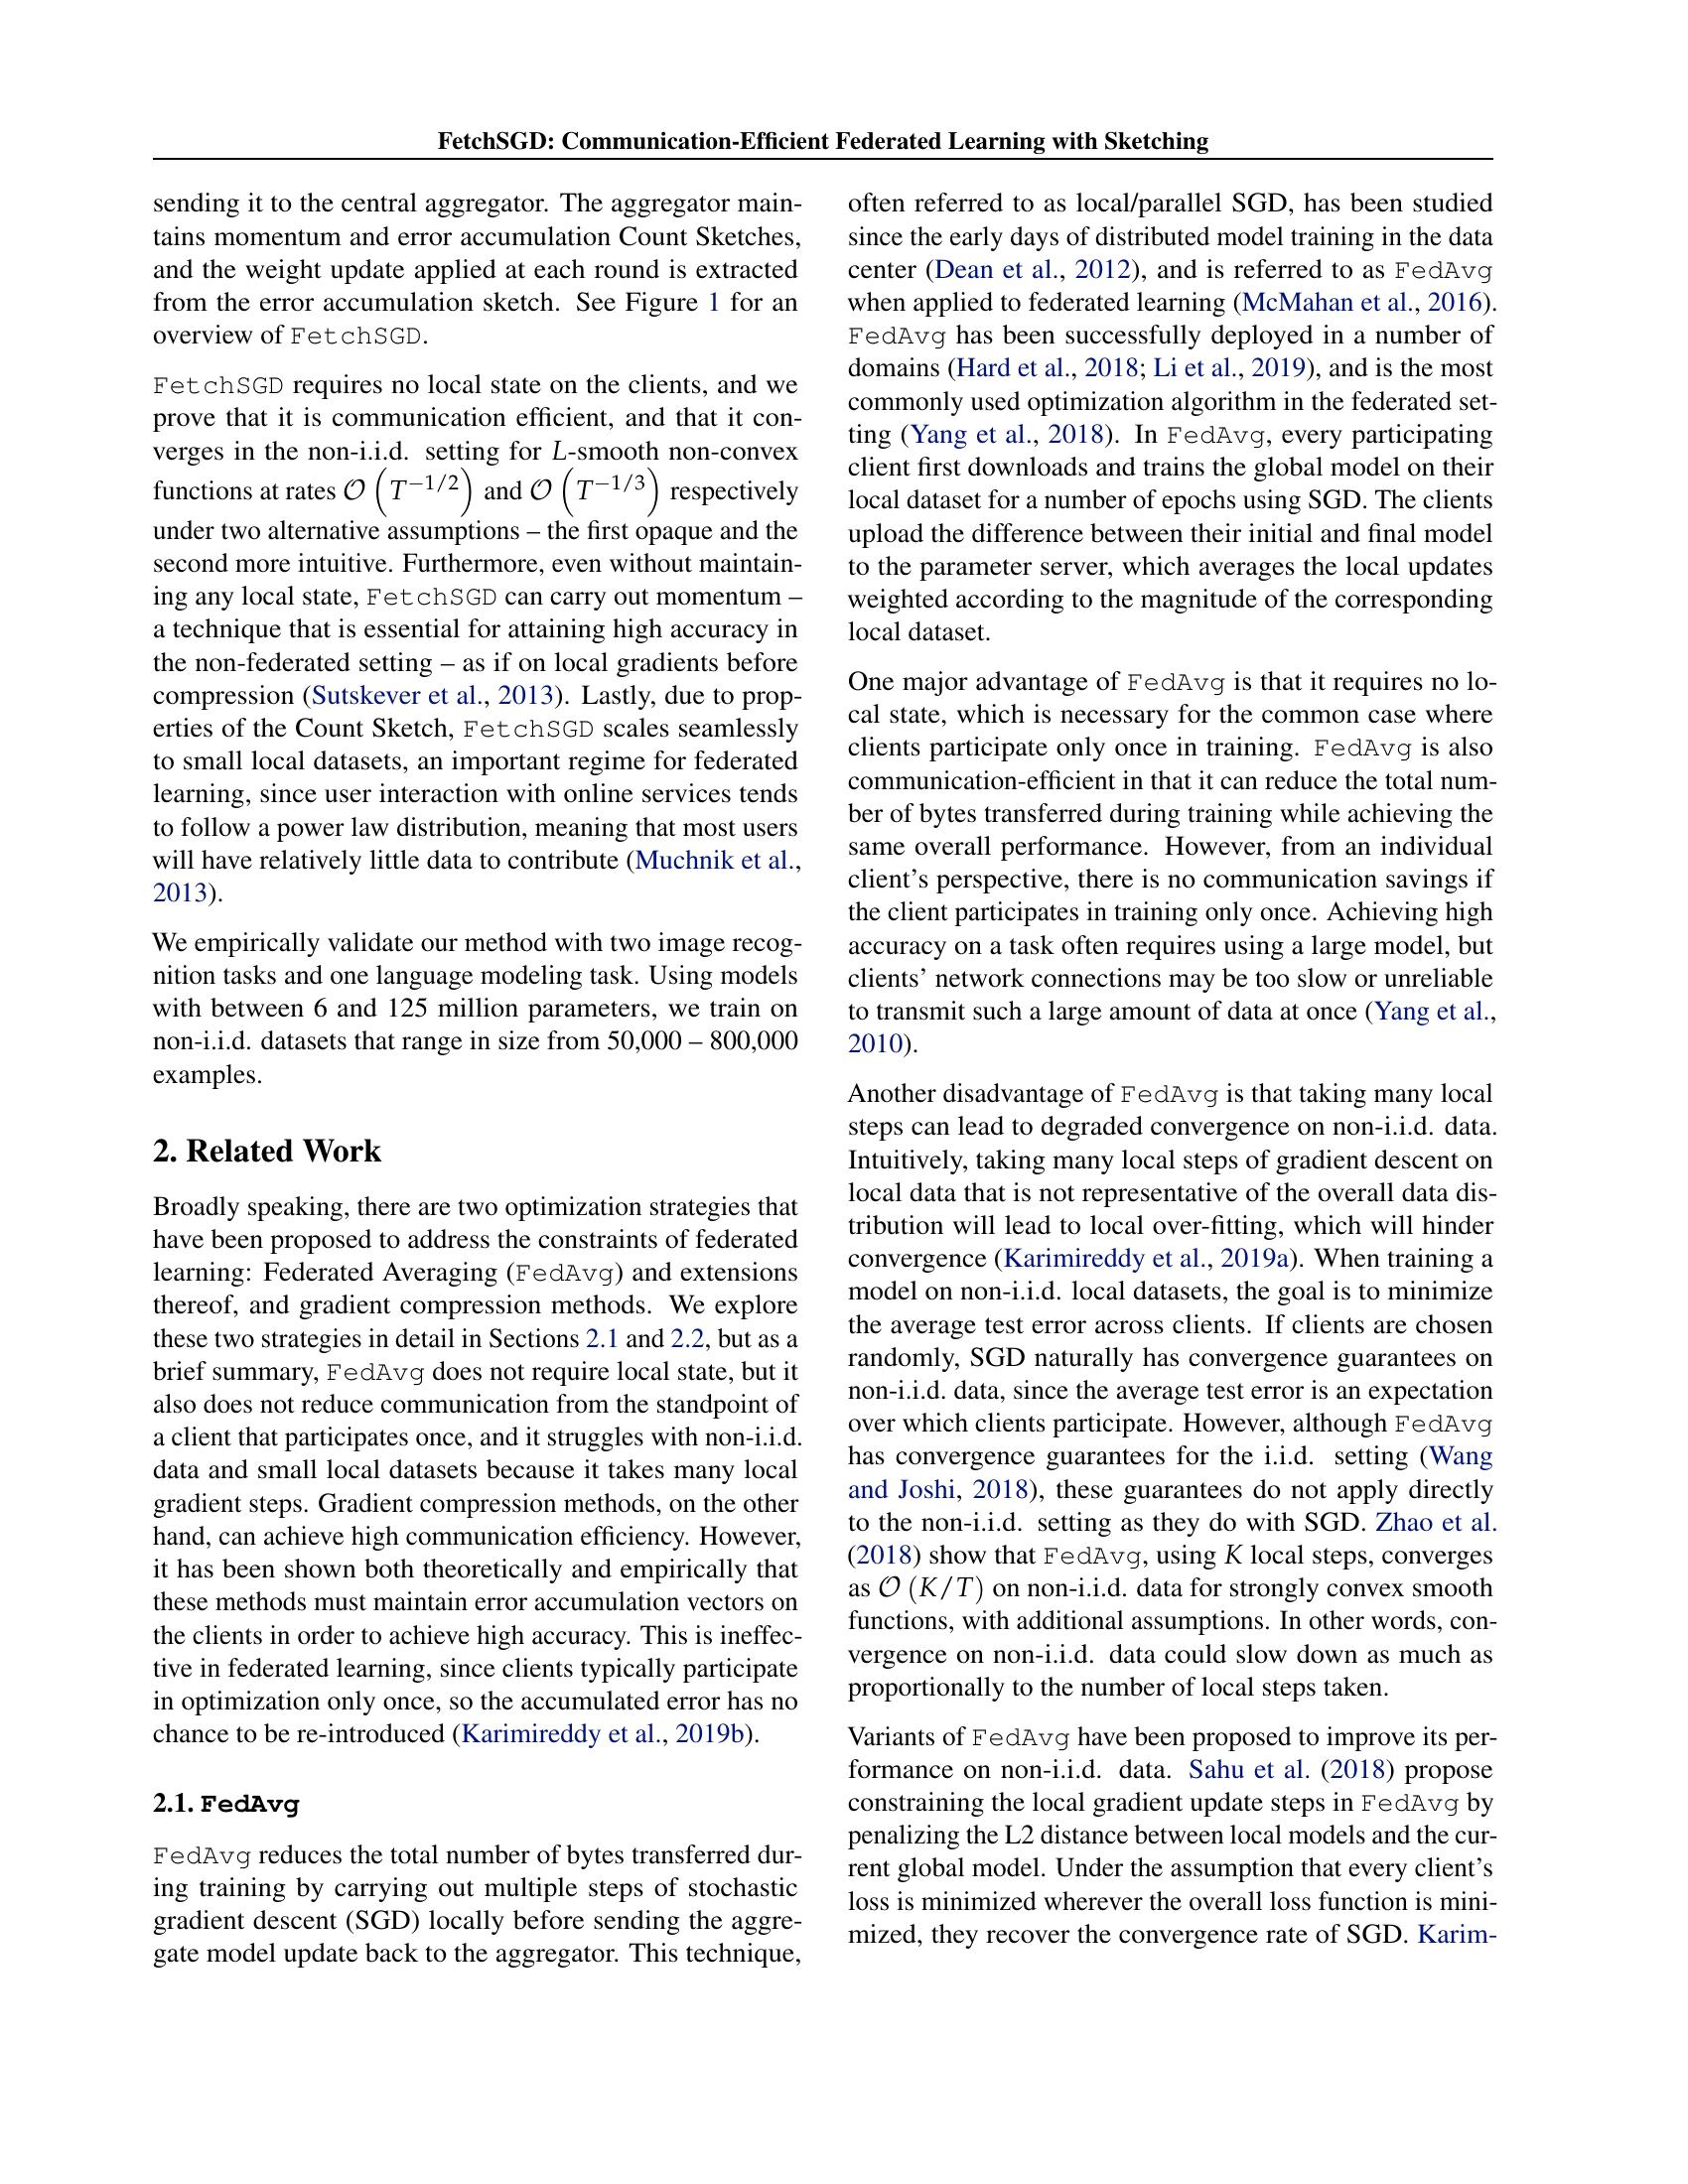 FetchSGD: Communication-Efficient Federated Learning with Sketching
sending it to the central aggregator. The aggregator main-
tains momentum and error accumulation Count Sketches,
and the weight update applied at each round is extracted
from the error accumulation sketch. See Figure 1 for an
overview of FetchSGD.
FetchSGD requires no local state on the clients, and we
prove that it is communication efficient, and that it con-
verges in the non-i.i.d. setting for L-smooth non-convex
functions at rates O (T^{-1/2}) and O (T^{-1/3}) respectively
under two alternative assumptions – the first opaque and the
second more intuitive. Furthermore, even without maintain-
ing any local state, FetchSGD can carry out momentum –
a technique that is essential for attaining high accuracy in
the non-federated setting – as if on local gradients before
compression (Sutskever et al., 2013). Lastly, due to prop-
erties of the Count Sketch, FetchSGD scales seamlessly
to small local datasets, an important regime for federated
learning, since user interaction with online services tends
to follow a power law distribution, meaning that most users
will have relatively little data to contribute (Muchnik et al.,
2013).
We empirically validate our method with two image recog-
nition tasks and one language modeling task. Using models
with between 6 and 125 million parameters, we train on
non-i.i.d. datasets that range in size from 50,000 – 800,000
examples.
2. Related Work
Broadly speaking, there are two optimization strategies that
have been proposed to address the constraints of federated
learning: Federated Averaging (FedAvg) and extensions
thereof, and gradient compression methods. We explore
these two strategies in detail in Sections 2.1 and 2.2, but as a
brief summary, FedAvg does not require local state, but it
also does not reduce communication from the standpoint of
a client that participates once, and it struggles with non-i.i.d.
data and small local datasets because it takes many local
gradient steps. Gradient compression methods, on the other
hand, can achieve high communication efficiency. However,
it has been shown both theoretically and empirically that
these methods must maintain error accumulation vectors on
the clients in order to achieve high accuracy. This is ineffec-
tive in federated learning, since clients typically participate
in optimization only once, so the accumulated error has no
chance to be re-introduced (Karimireddy et al., 2019b).
2.1. FedAvg
FedAvg reduces the total number of bytes transferred dur-
ing training by carrying out multiple steps of stochastic
gradient descent (SGD) locally before sending the aggre-
gate model update back to the aggregator. This technique,
often referred to as local/parallel SGD, has been studied
since the early days of distributed model training in the data
center (Dean et al., 2012), and is referred to as FedAvg
when applied to federated learning (McMahan et al., 2016).
FedAvg has been successfully deployed in a number of
domains (Hard et al., 2018; Li et al., 2019), and is the most
commonly used optimization algorithm in the federated set-
ting (Yang et al., 2018). In FedAvg, every participating
client first downloads and trains the global model on their
local dataset for a number of epochs using SGD. The clients
upload the difference between their initial and final model
to the parameter server, which averages the local updates
weighted according to the magnitude of the corresponding
local dataset.
One major advantage of FedAvg is that it requires no lo-
cal state, which is necessary for the common case where
clients participate only once in training. FedAvg is also
communication-efficient in that it can reduce the total num-
ber of bytes transferred during training while achieving the
same overall performance. However, from an individual
client's perspective, there is no communication savings if
the client participates in training only once. Achieving high
accuracy on a task often requires using a large model, but
clients' network connections may be too slow or unreliable
to transmit such a large amount of data at once (Yang et al.,
2010).
Another disadvantage of FedAvg is that taking many local
steps can lead to degraded convergence on non-i.i.d. data.
Intuitively, taking many local steps of gradient descent on
local data that is not representative of the overall data dis-
tribution will lead to local over-fitting, which will hinder
convergence (Karimireddy et al., 2019a). When training a
model on non-i.i.d. local datasets, the goal is to minimize
the average test error across clients. If clients are chosen
randomly, SGD naturally has convergence guarantees on
non-i.i.d. data, since the average test error is an expectation
over which clients participate. However, although FedAvg
has convergence guarantees for the i.i.d. setting (Wang
and Joshi, 2018), these guarantees do not apply directly
to the non-i.i.d. setting as they do with SGD. Zhao et al.
(2018) show that FedAvg, using K local steps, converges
as O (K/T) on non-i.i.d. data for strongly convex smooth
functions, with additional assumptions. In other words, con-
vergence on non-i.i.d. data could slow down as much as
proportionally to the number of local steps taken.
Variants of FedAvg have been proposed to improve its per-
formance on non-i.i.d. data. Sahu et al. (2018) propose
constraining the local gradient update steps in FedAvg by
penalizing the L2 distance between local models and the cur-
rent global model. Under the assumption that every client's
loss is minimized wherever the overall loss function is mini-
mized, they recover the convergence rate of SGD. Karim-